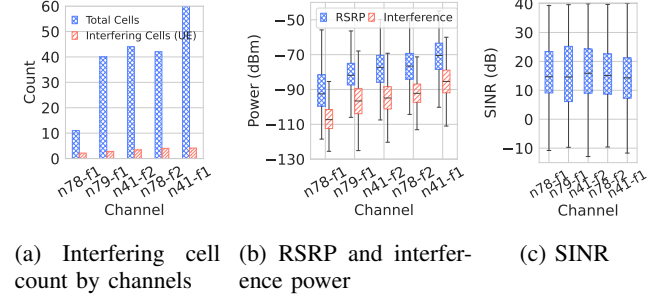 60
50
40
30
20
10
0
Count
Total Cells
Interfering Cells (UE)
n78-f1
n79-f1
n41-f2
n78-f2
n41-f1
Channel
−40
−50
−70
−90
−110
−130
Power (dBm)
RSRP
Interference
n78-f1
n79-f1
n41-f2
n78-f2
n41-f1
Channel
40
30
20
10
0
−10
SINR (dB)
n78-f1
n79-f1
n41-f2
n78-f2
n41-f1
Channel
(a) Interfering cell
count by channels
(b) RSRP and interfer-
ence power
(c) SINR